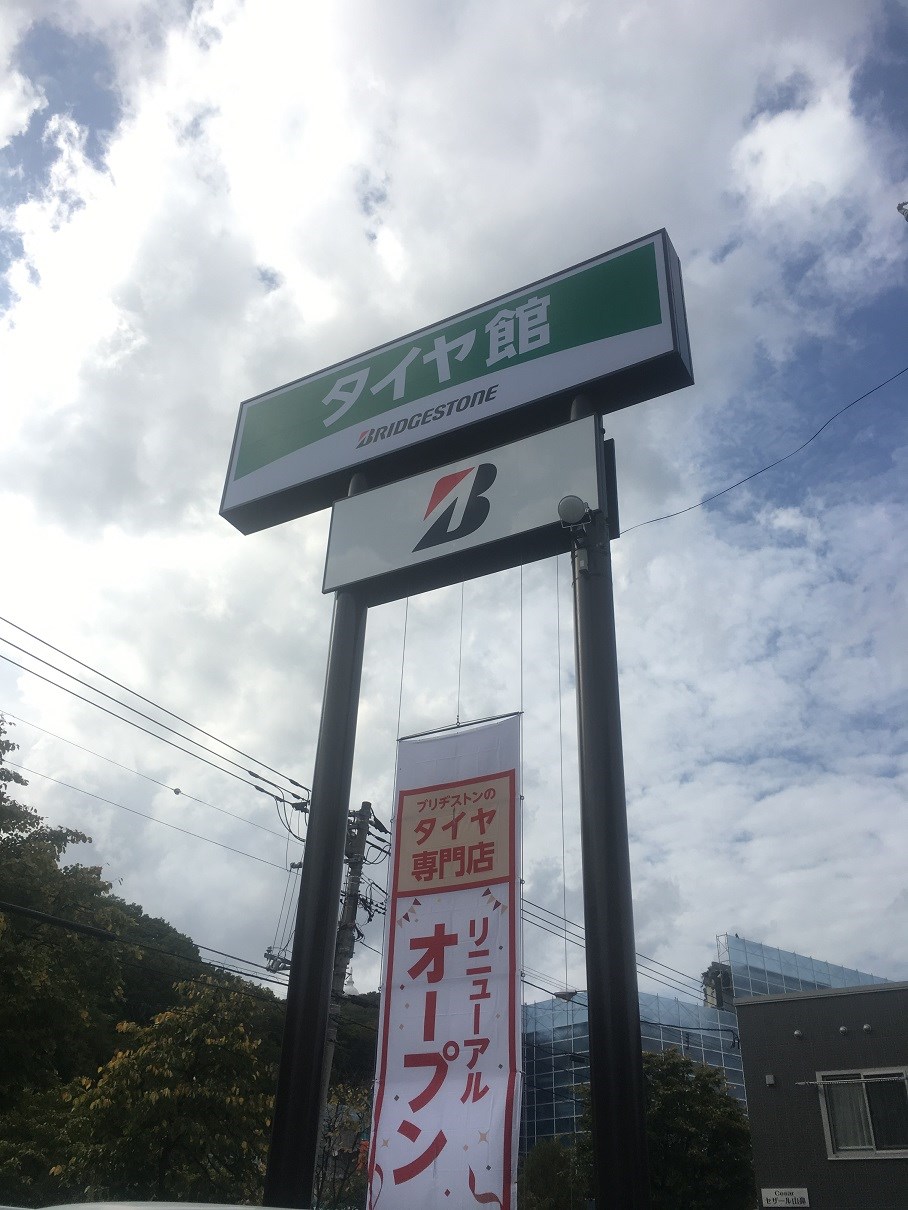 タイヤ館
BRIDGESTONE
B
ブリヂストンの
タイヤ
専門店
リニューアル
オープン
セザール山鼻